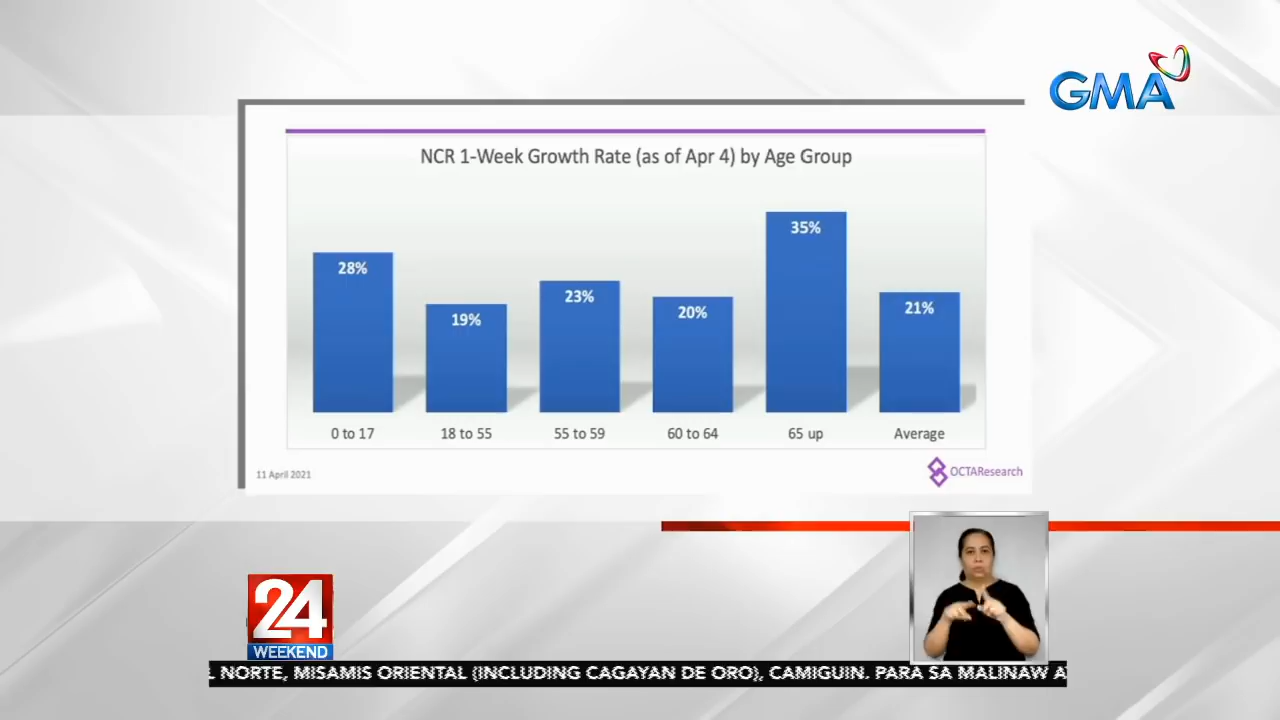 GMA
NCR 1-Week Growth Rate (as of Apr 4) by Age Group
28%
19%
23%
20%
35%
21%
0 to 17
18 to 55
55 to 59
60 to 64
65 up
Average
11 April 2021
OCTAResearch
24
WEEKEND
NORTE, MISAMIS ORIENTAL (INCLUDING CAGAYAN DE ORO), CAMIGUIN. PARA SA MALINAW A